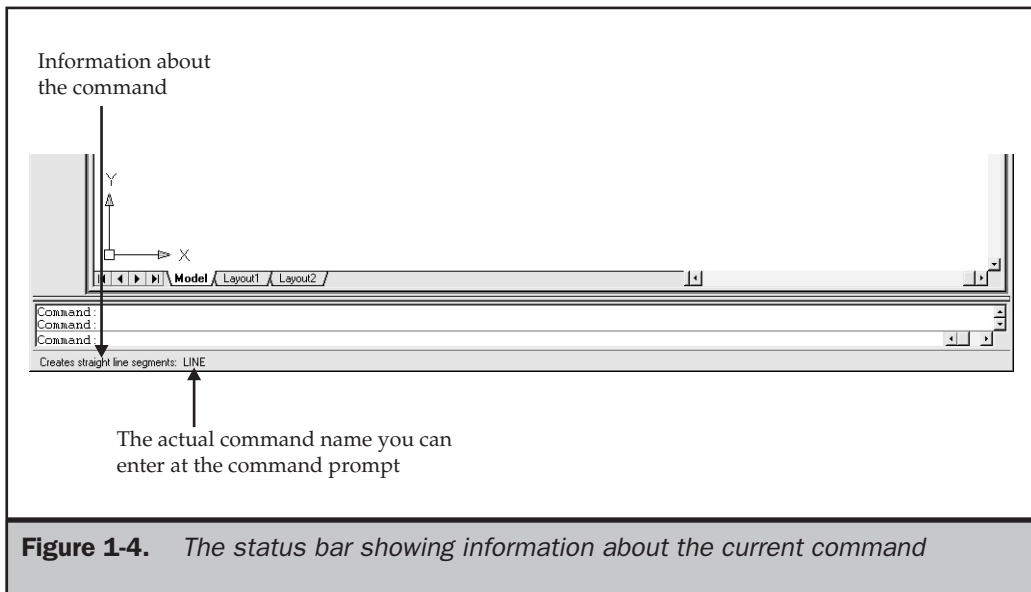 Information about
the command
Y
X
Model Layout1 Layout2
Command:
Command:
Command:
Creates straight line segments: LINE
The actual command name you can
enter at the command prompt
Figure 1-4. The status bar showing information about the current command